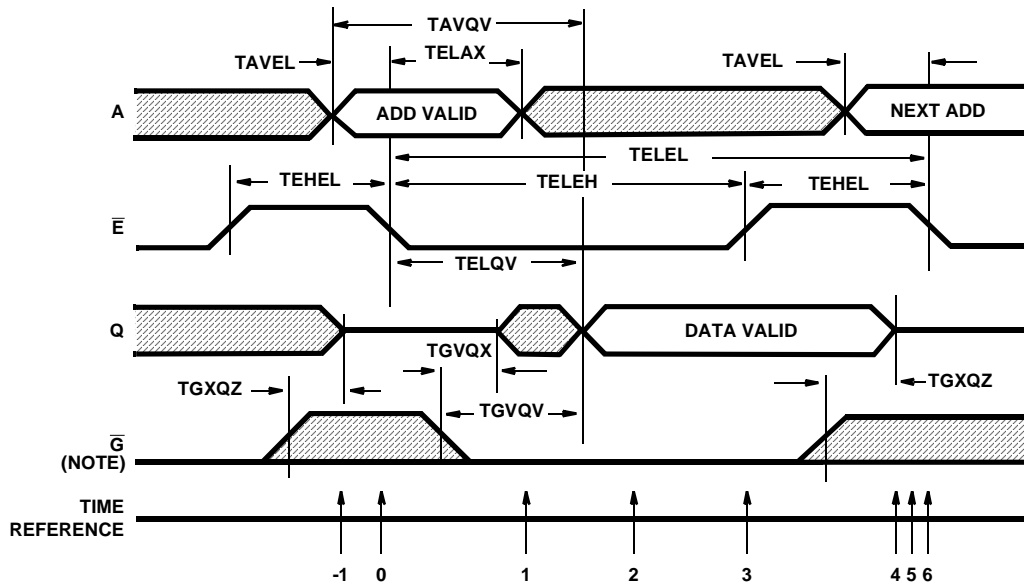 TAVQV
TAVEL
TELAX
TAVEL
A
ADD VALID
NEXT ADD
TELEL
TEHEL
TELEH
TEHEL
E
TELQV
Q
DATA VALID
TGVQX
TGXQZ
TGXQZ
TGVQV
G
(NOTE)
TIME
REFERENCE
-1 0 1 2 3 4 5 6